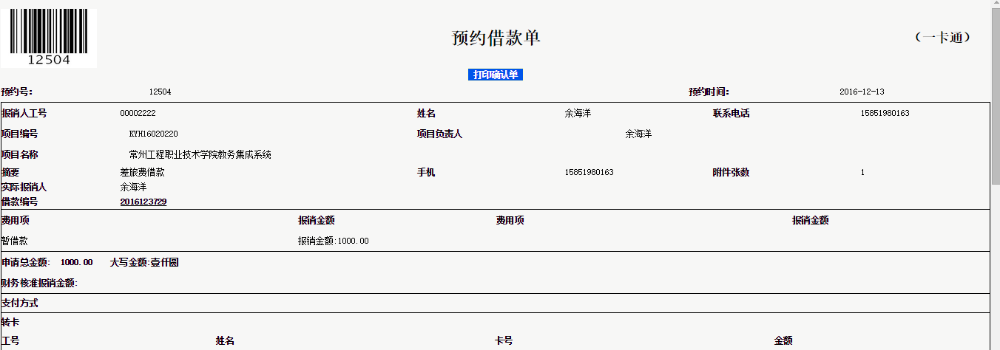 预约借款单 （一卡通）
12504
打印确认单
预约号： 12504 预约时间： 2016-12-13
报销人工号 00002222 姓名 余海洋 联系电话 15851980163
项目编号 KYH16020220 项目负责人 余海洋
项目名称 常州工程职业技术学院教务集成系统
摘要 差旅费借款 手机 15851980163 附件张数 1
实际报销人 余海洋
借款编号 2016123729
费用项 报销金额 费用项 报销金额
暂借款 报销金额:1000.00
申请总金额: 1000.00 大写金额:壹仟圆
财务核准报销金额:
支付方式
转卡
工号 姓名 卡号 金额